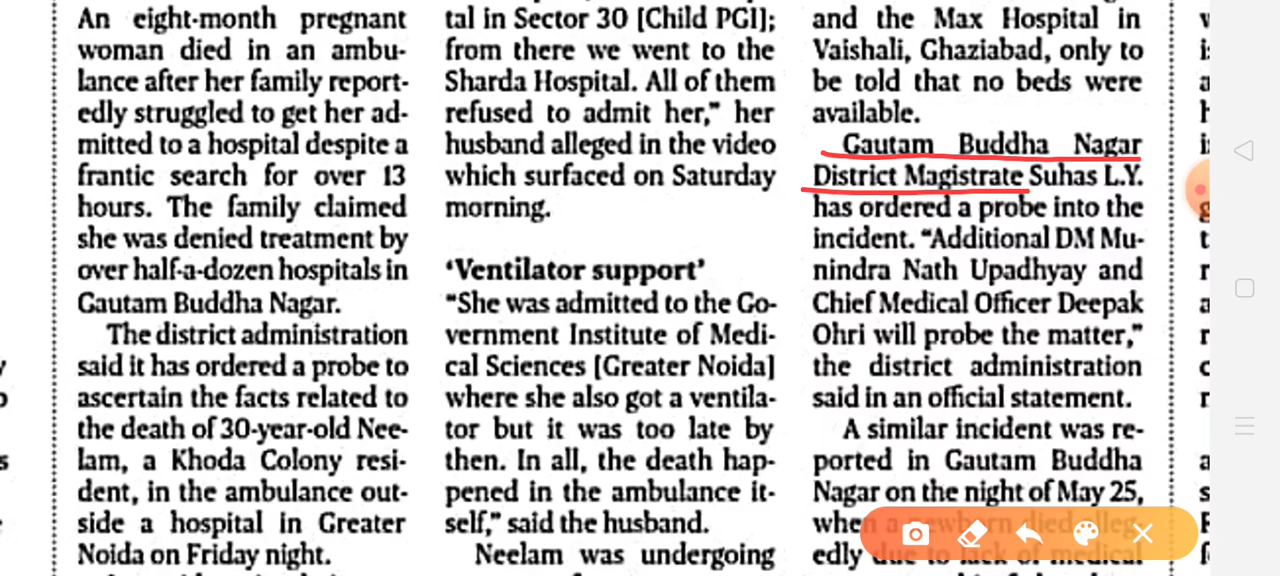 An eight-month pregnant
woman died in an ambu-
lance after her family report-
edly struggled to get her ad-
mitted to a hospital despite a
frantic search for over 13
hours. The family claimed
she was denied treatment by
over half-a-dozen hospitals in
Gautam Buddha Nagar.
The district administration
said it has ordered a probe to
ascertain the facts related to
the death of 30-year-old Nee-
lam, a Khoda Colony resi-
dent, in the ambulance out-
side a hospital in Greater
Noida on Friday night.
tal in Sector 30 [Child PGI];
from there we went to the
Sharda Hospital. All of them
refused to admit her,” her
husband alleged in the video
which surfaced on Saturday
morning.
‘Ventilator support’
“She was admitted to the Go-
vernment Institute of Medi-
cal Sciences [Greater Noida]
where she also got a ventila-
tor but it was too late by
then. In all, the death hap-
pened in the ambulance it-
self,” said the husband.
Neelam was undergoing
and the Max Hospital in
Vaishali, Ghaziabad, only to
be told that no beds were
available.
Gautam Buddha Nagar
District Magistrate Suhas L.Y.
has ordered a probe into the
incident. “Additional DM Mu-
nindra Nath Upadhyay and
Chief Medical Officer Deepak
Ohri will probe the matter,”
the district administration
said in an official statement.
A similar incident was re-
ported in Gautam Buddha
Nagar on the night of May 25,
when a newborn died alleg-
edly due to lack of medical